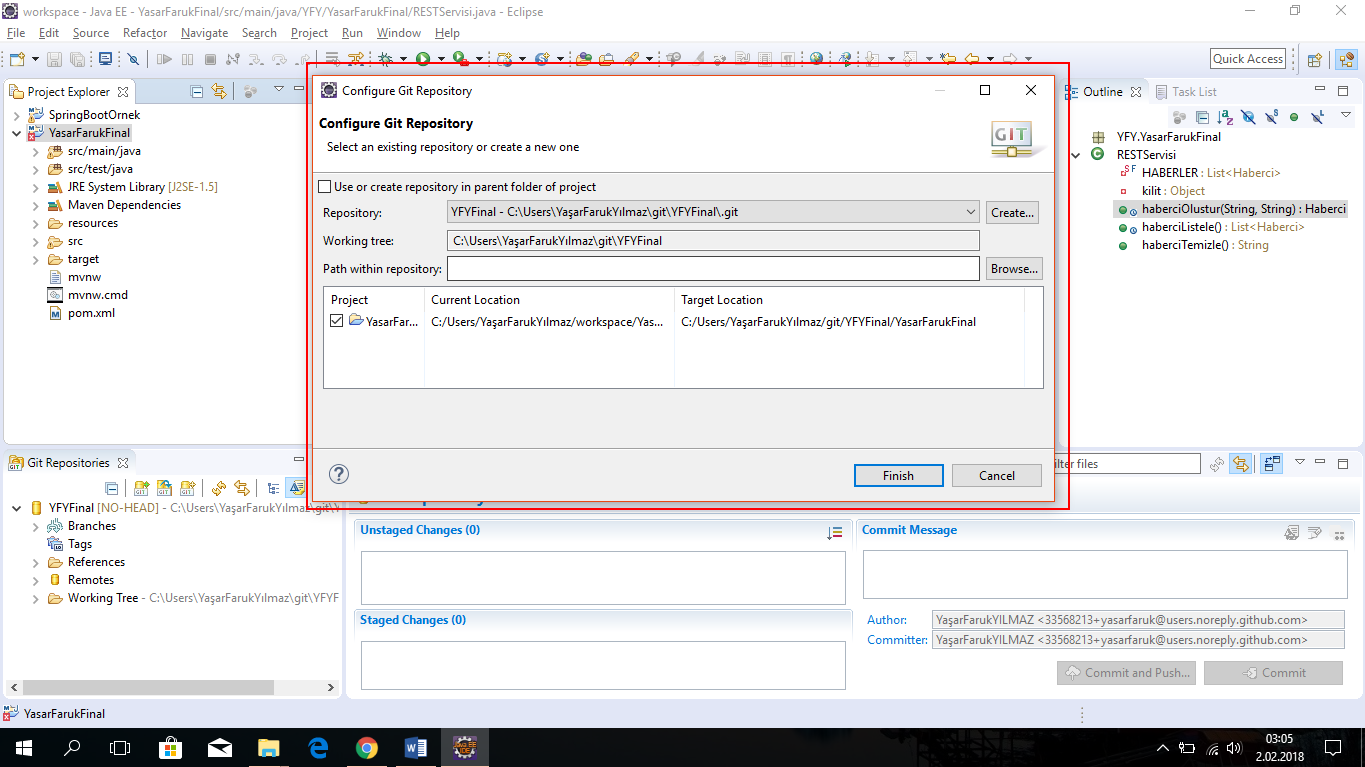 workspace - Java EE - YasarFarukFinal/src/main/java/YFY/YasarFarukFinal/RESTServisi.java - Eclipse
File Edit Source Refactor Navigate Search Project Run Window Help
Quick Access
Project Explorer
SpringBootOrnek
YasarFarukFinal
src/main/java
src/test/java
JRE System Library [J2SE-1.5]
Maven Dependencies
resources
src
target
mvnw
mvnw.cmd
pom.xml
Configure Git Repository
Configure Git Repository
Select an existing repository or create a new one
GIT
Use or create repository in parent folder of project
Repository: YFYFinal - C:\Users\YaşarFarukYılmaz\git\YFYFinal\.git Create...
Working tree: C:\Users\YaşarFarukYılmaz\git\YFYFinal
Path within repository: Browse...
Project Current Location Target Location
YasarFar... C:/Users/YaşarFarukYılmaz/workspace/Yas... C:/Users/YaşarFarukYılmaz/git/YFYFinal/YasarFarukFinal
Finish Cancel
Outline Task List
YFY.YasarFarukFinal
RESTServisi
HABERLER : List<Haberci>
kilit : Object
haberciOlustur(String, String) : Haberci
haberciListele() : List<Haberci>
haberciTemizle() : String
Git Repositories
YFYFinal [NO-HEAD] - C:\Users\YaşarFarukYılmaz\git\Y
Branches
Tags
References
Remotes
Working Tree - C:\Users\YaşarFarukYılmaz\git\YFYF
ilter files
Unstaged Changes (0)
Staged Changes (0)
Commit Message
Author: YaşarFarukYILMAZ <33568213+yasarfaruk@users.noreply.github.com>
Committer: YaşarFarukYILMAZ <33568213+yasarfaruk@users.noreply.github.com>
Commit and Push... Commit
YasarFarukFinal
03:05
2.02.2018